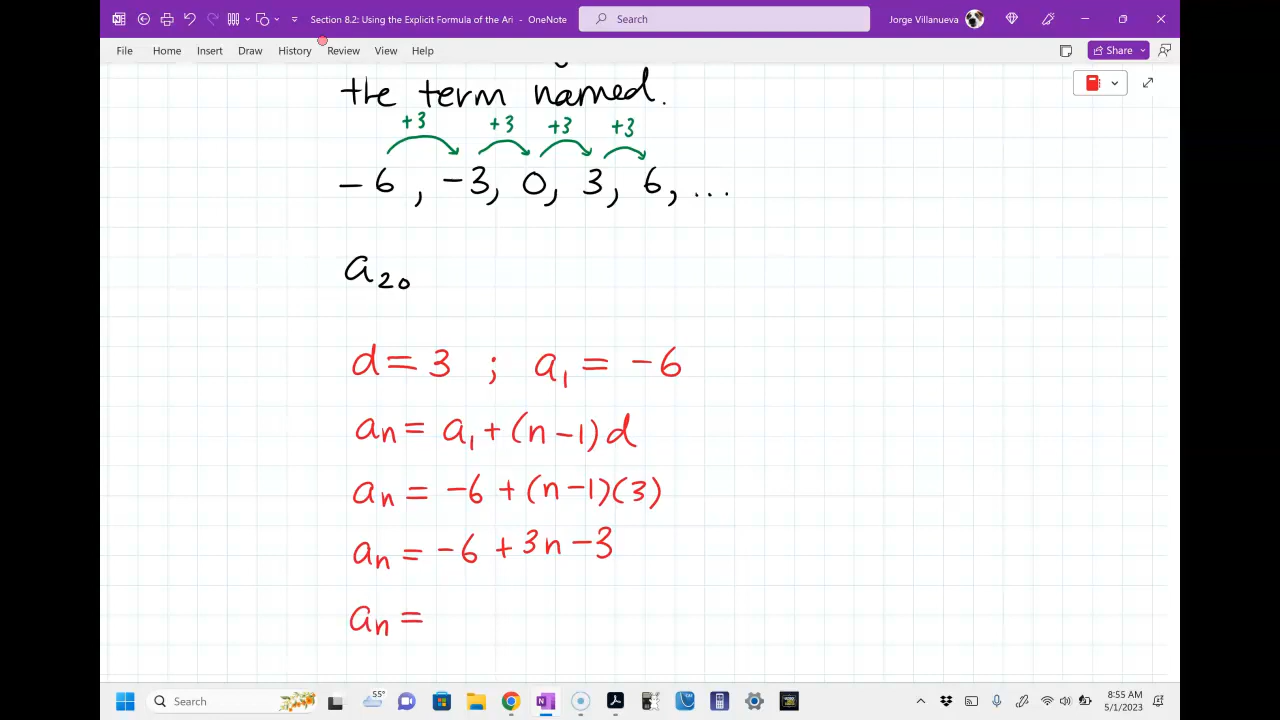 Section 8.2: Using the Explicit Formula of the Ari - OneNote
Search
Jorge Villanueva
File Home Insert Draw History Review View Help
Share
the term named.
+3 +3 +3 +3
-6, -3, 0, 3, 6, ...
a₂₀
d = 3 ; a₁ = -6
aₙ = a₁ + (n-1)d
aₙ = -6 + (n-1)(3)
aₙ = -6 + 3n - 3
aₙ =
Search
55°
8:55 AM
5/1/2023